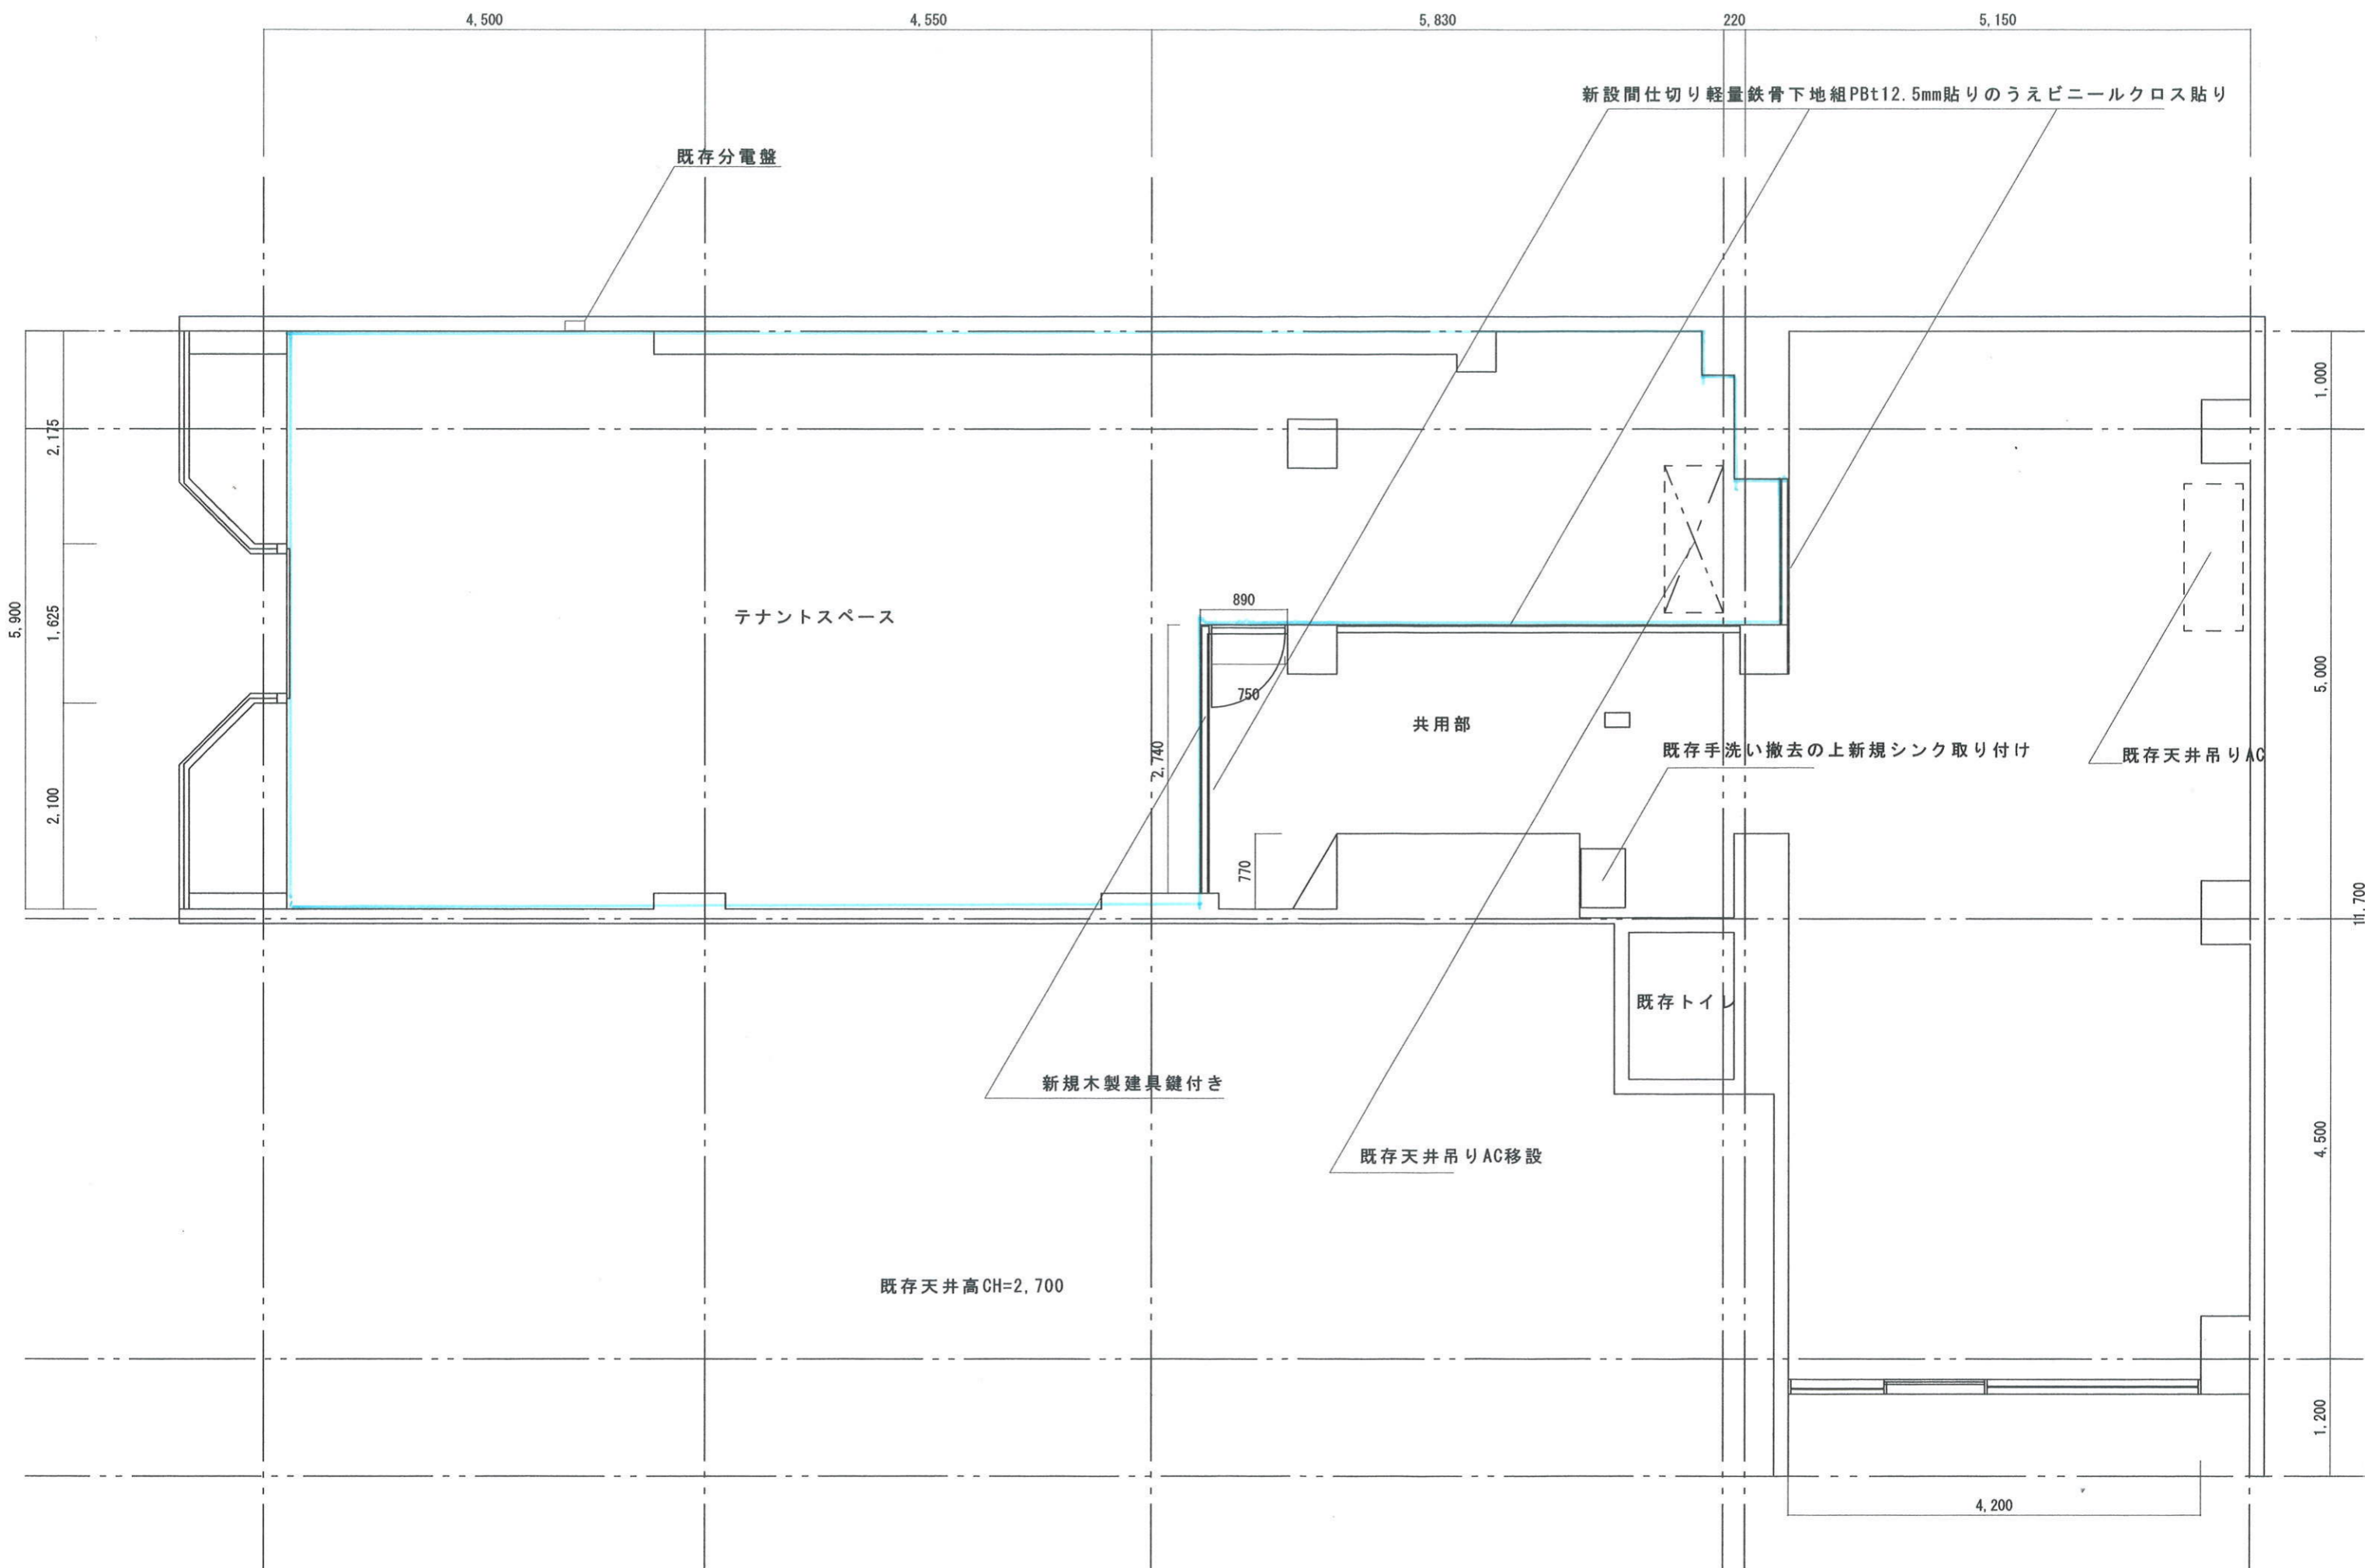 4,500
4,550
5,830
220
5,150
新設間仕切り軽量鉄骨下地組PBt12.5mm貼りのうえビニールクロス貼り
既存分電盤
1,000
2,175
5,900
1,625
テナントスペース
890
5,000
750
共用部
2,740
既存手洗い撤去の上新規シンク取り付け
既存天井吊りAC
2,100
770
11,700
既存トイレ
新規木製建具鍵付き
4,500
既存天井吊りAC移設
既存天井高CH=2,700
1,200
4,200